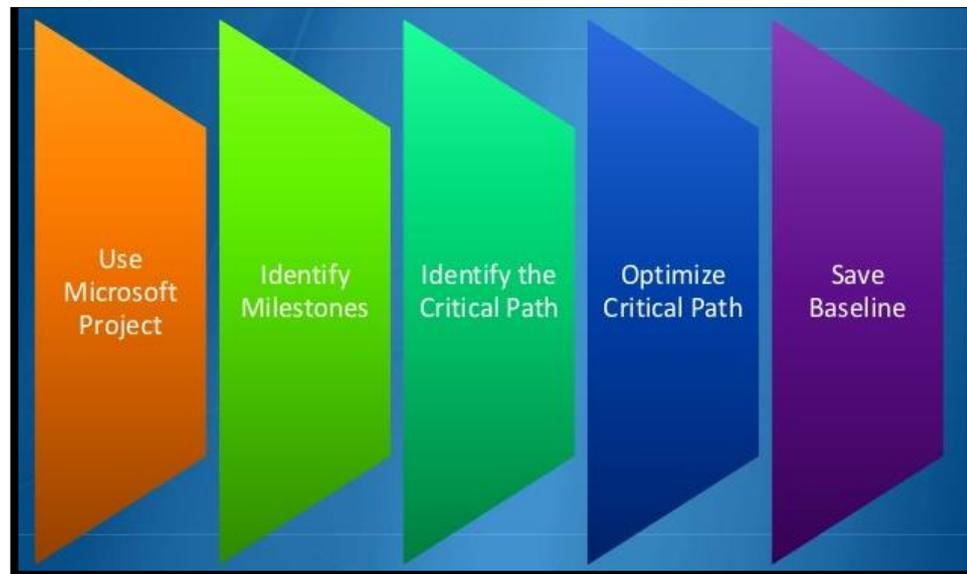 Use
Microsoft
Project
Identify
Milestones
Identify the
Critical Path
Optimize
Critical Path
Save
Baseline